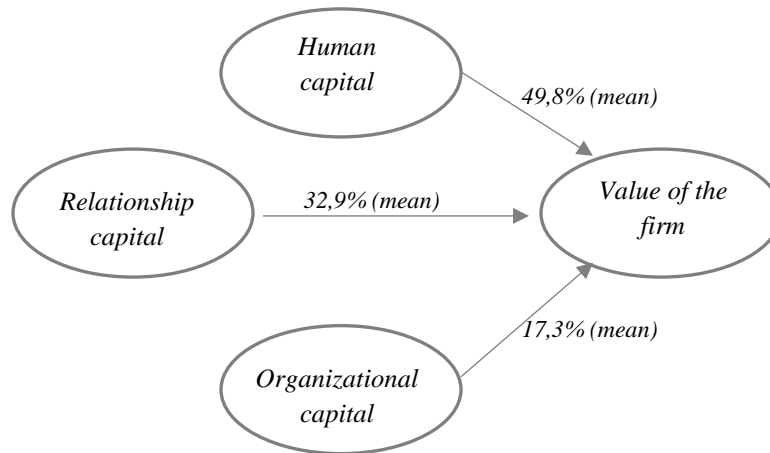 Human
capital
49,8% (mean)
Relationship
capital
32,9% (mean)
Value of the
firm
17,3% (mean)
Organizational
capital